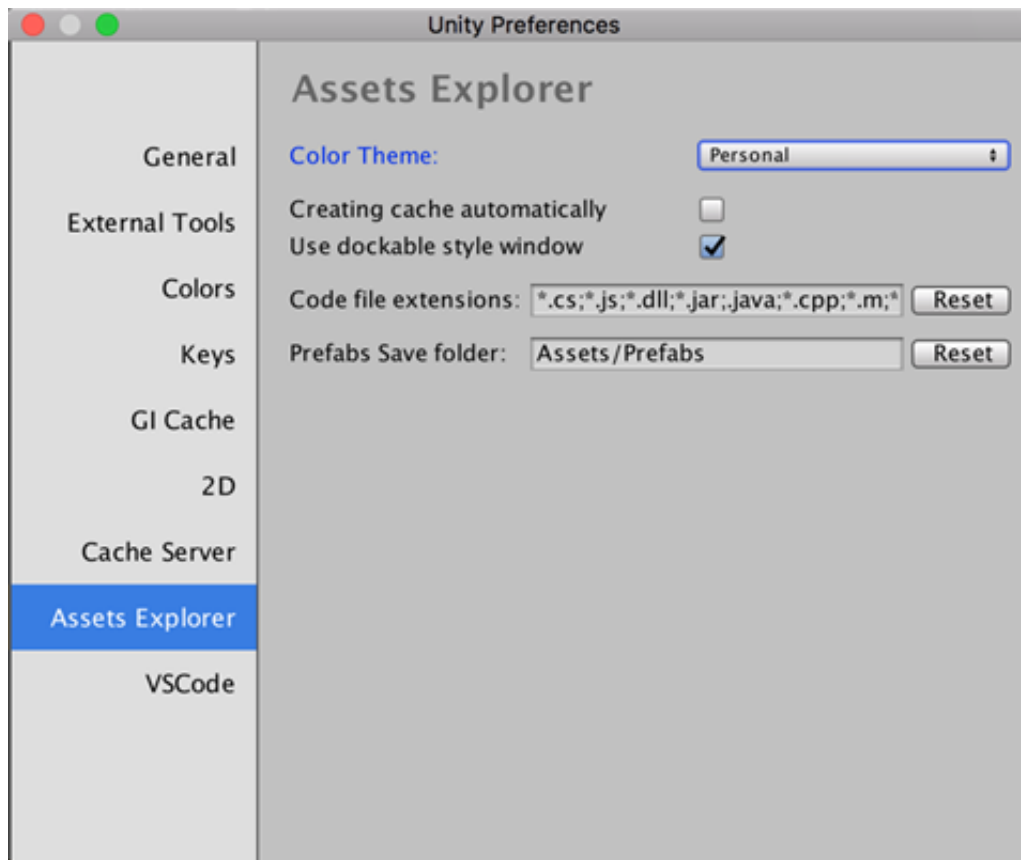 Unity Preferences
General
External Tools
Colors
Keys
GI Cache
2D
Cache Server
Assets Explorer
VSCode
Assets Explorer
Color Theme: Personal
Creating cache automatically
Use dockable style window
Code file extensions: *.cs;*.js;*.dll;*.jar;.java;*.cpp;*.m;* Reset
Prefabs Save folder: Assets/Prefabs Reset